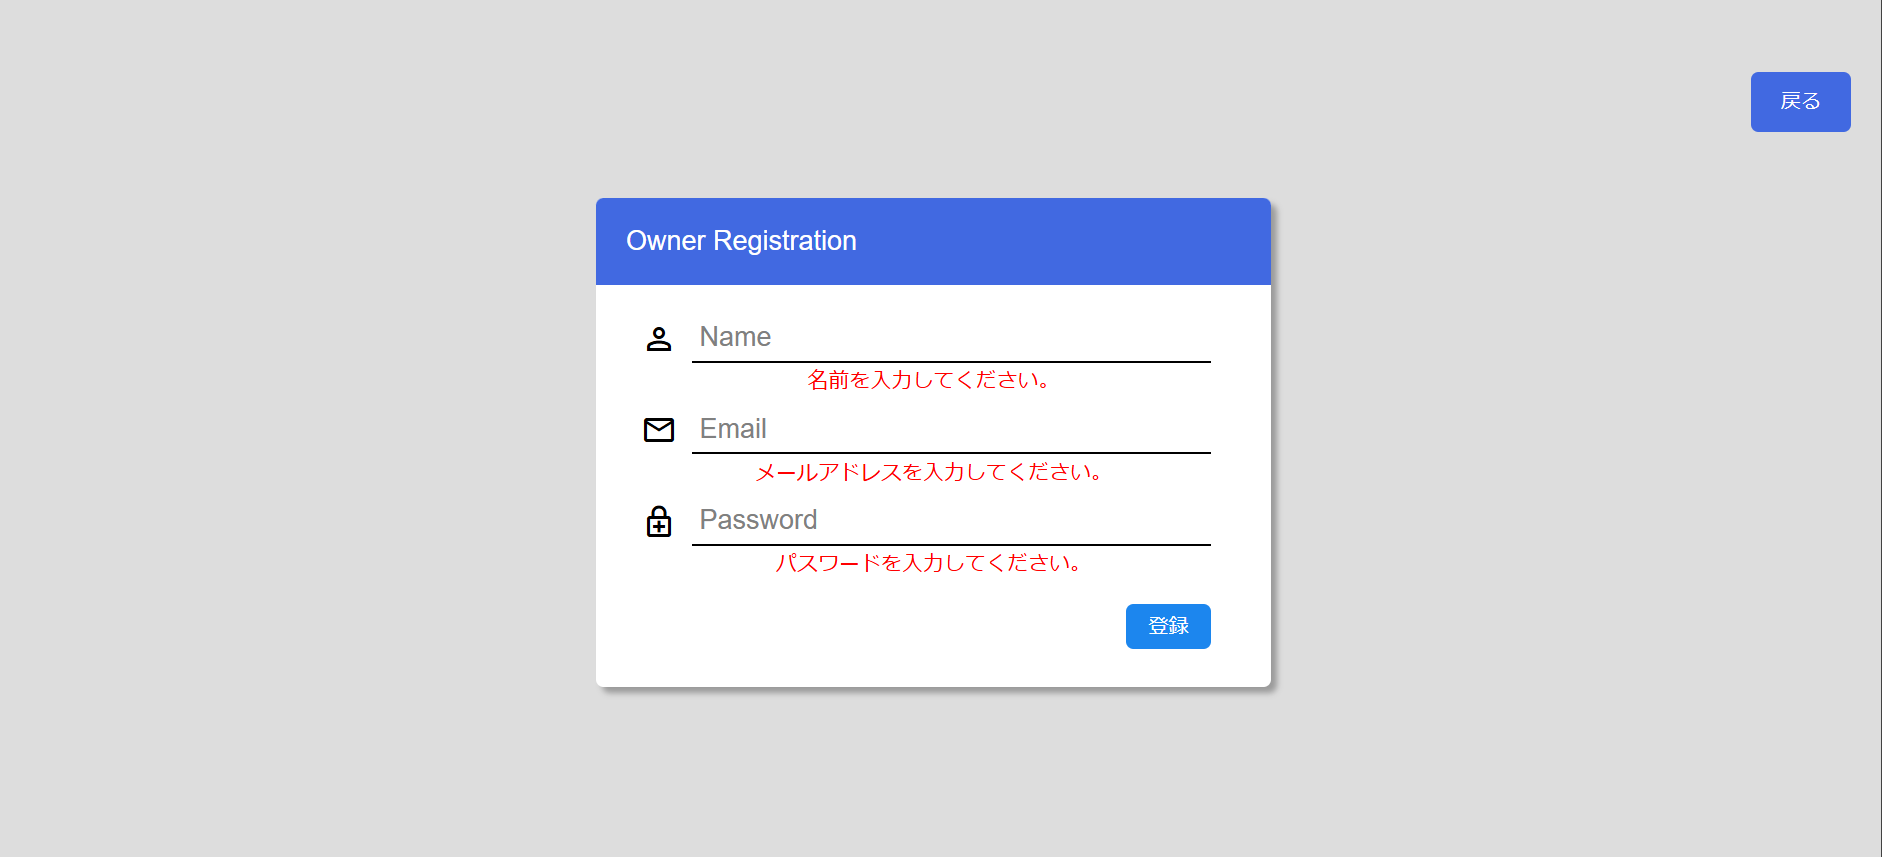 戻る
Owner Registration
Name
名前を入力してください。
Email
メールアドレスを入力してください。
Password
パスワードを入力してください。
登録